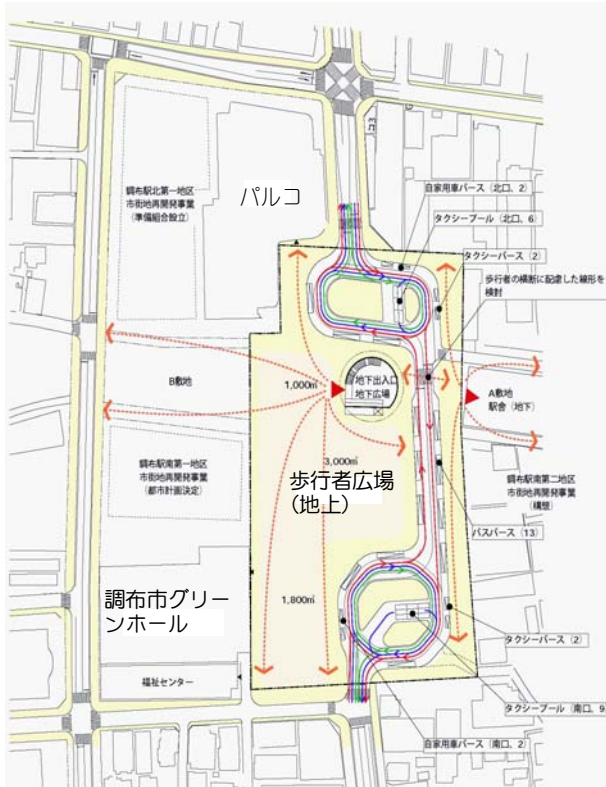 パルコ
調布駅北第一地区
市街地再開発事業
(準備組合設立)
自家用車バース (北口、2)
タクシープール (北口、6)
タクシーバース (2)
歩行者の横断に配慮した線形を
検討
B敷地
1,000㎡
地下出入口
地下広場
A敷地
駅舎 (地下)
調布駅南第一地区
市街地再開発事業
(都市計画決定)
3,000㎡
歩行者広場
(地上)
調布駅南第二地区
市街地再開発事業
(構想)
バスバース (13)
調布市グリー
ンホール
1,800㎡
タクシーバース (2)
福祉センター
タクシープール (南口、9)
自家用車バース (南口、2)